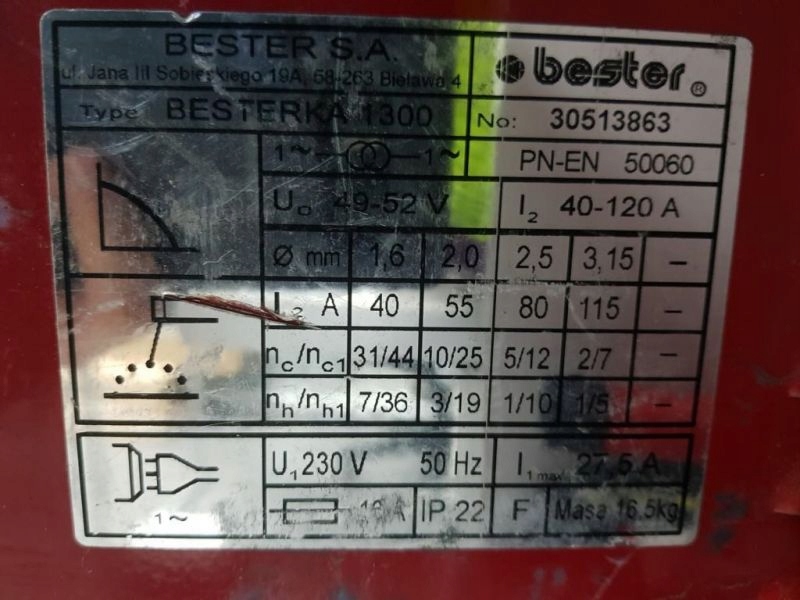 BESTER S.A.
ul. Jana III Sobieskiego 19A, 58-263 Bielawa 4
bester®
Type BESTERKA 1300
No: 30513863
1~ 1~
PN-EN 50060
U₀ 49-52 V
I₂ 40-120 A
Ø mm 1,6 2,0 2,5 3,15 –
I₂ A 40 55 80 115 –
nc/nc1 31/44 10/25 5/12 2/7 –
nh/nh1 7/36 3/19 1/10 1/5 –
U₁ 230 V 50 Hz
I₁max 27,5 A
1~
16 A
IP 22
F
Masa 16.5kg